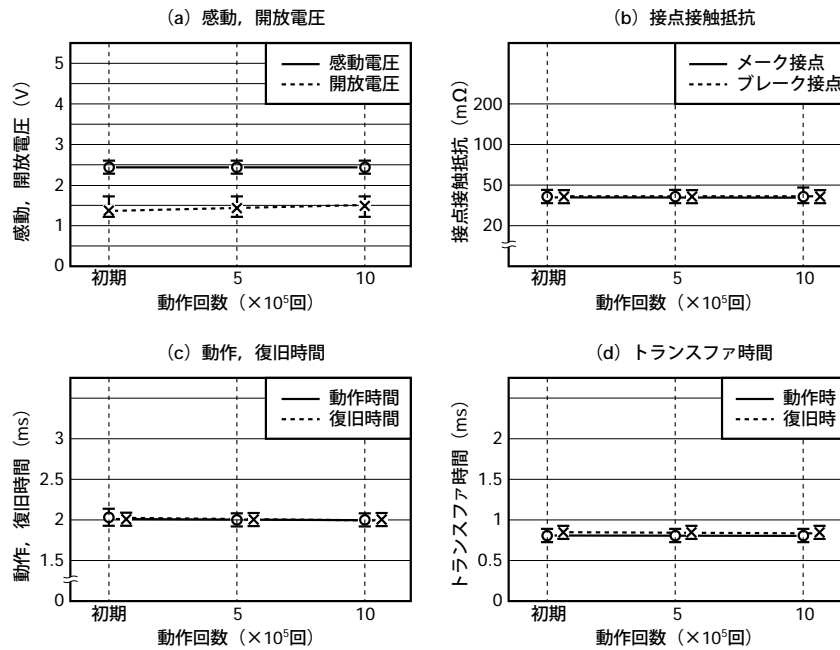 (a) 感動，開放電圧
感動，開放電圧（V）
5
4
3
2
1
0
感動電圧
開放電圧
初期
5
10
動作回数（×10⁵回）
(b) 接点接触抵抗
接点接触抵抗（mΩ）
200
100
50
20
メーク接点
ブレーク接点
初期
5
10
動作回数（×10⁵回）
(c) 動作，復旧時間
動作，復旧時間（ms）
3
2.5
2
1.5
0
動作時間
復旧時間
初期
5
10
動作回数（×10⁵回）
(d) トランスファ時間
トランスファ時間（ms）
2
1.5
1
0.5
0
動作時
復旧時
初期
5
10
動作回数（×10⁵回）